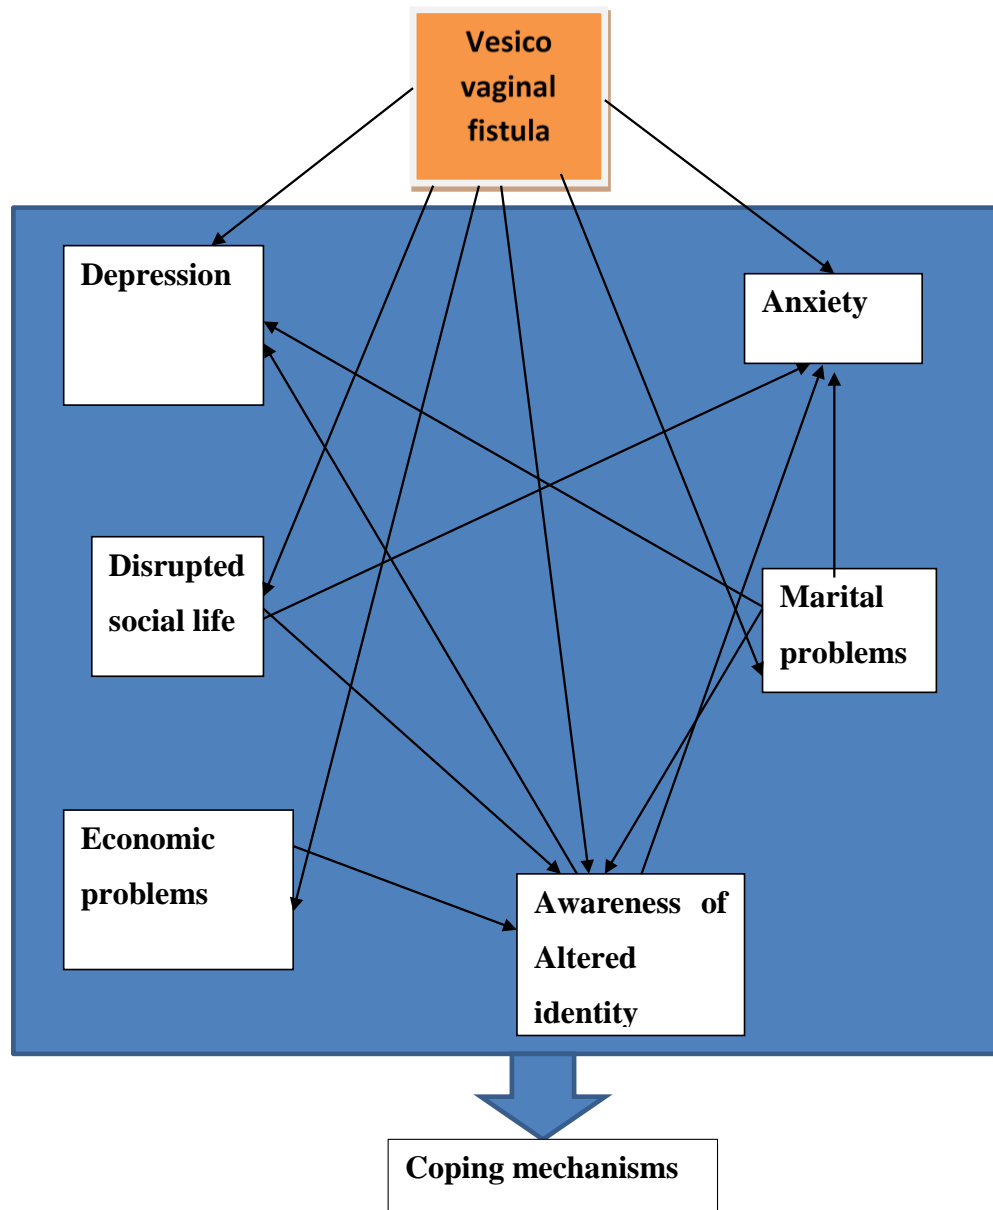 Vesico
vaginal
fistula
Depression
Anxiety
Disrupted
social life
Marital
problems
Economic
problems
Awareness of
Altered
identity
Coping mechanisms